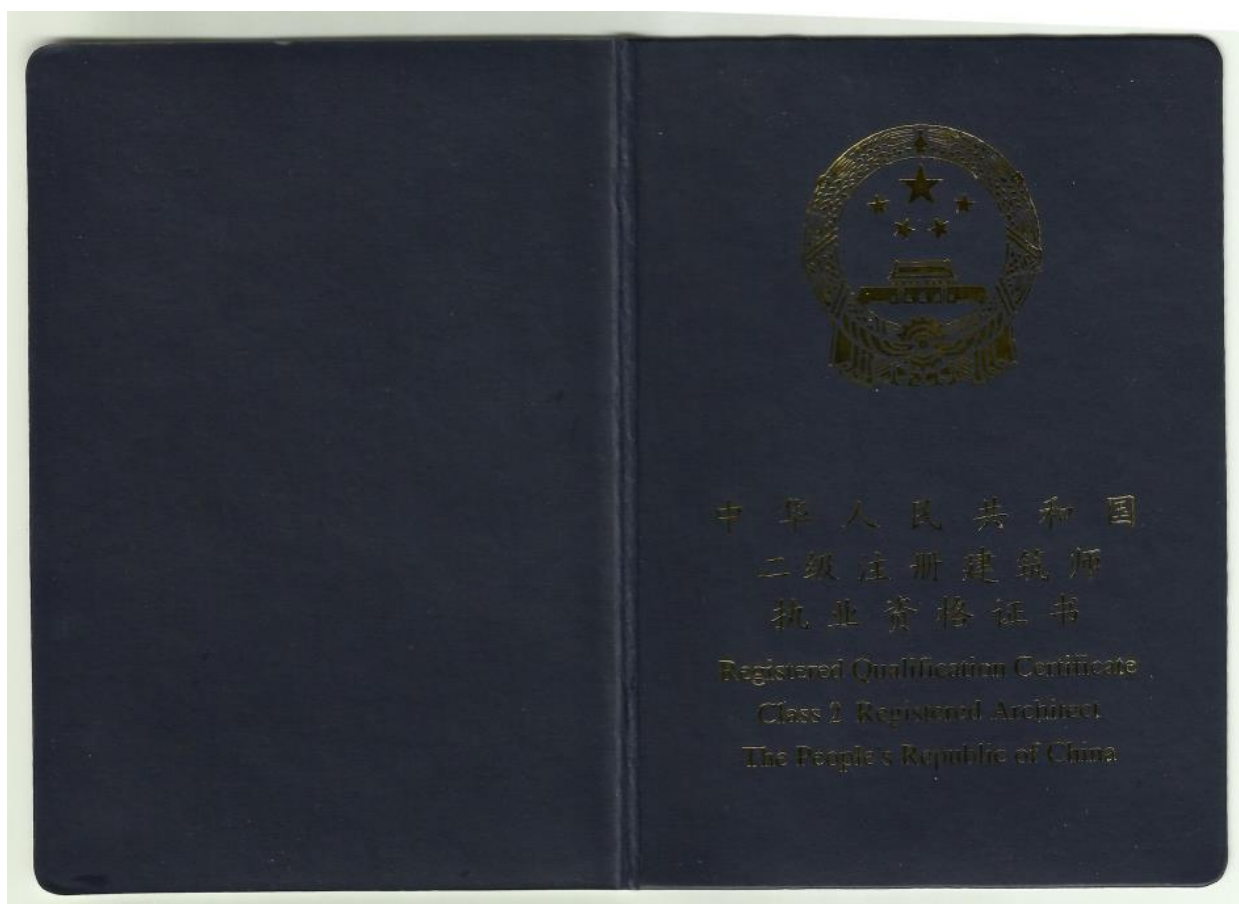 中华人民共和国
二级注册建筑师
执业资格证书
Registered Qualification Certificate
Class 2 Registered Architect
The People's Republic of China